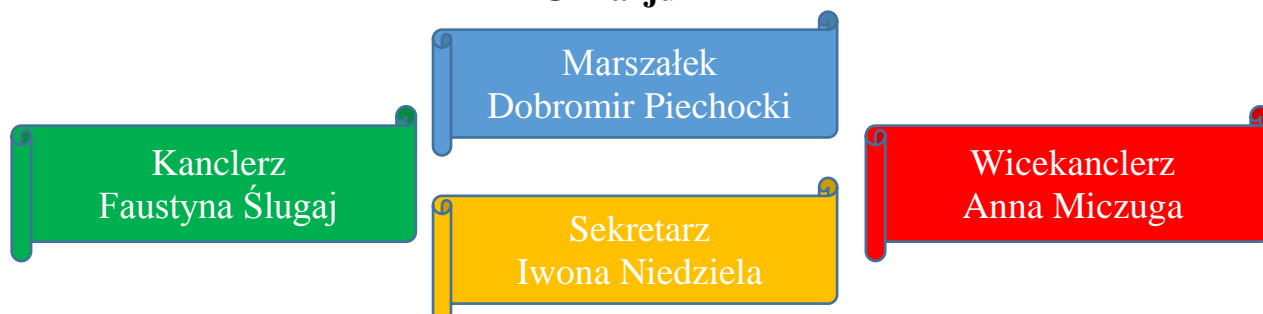 Marszałek
Dobromir Piechocki
Kanclerz
Faustyna Ślugaj
Wicekanclerz
Anna Miczuga
Sekretarz
Iwona Niedziela